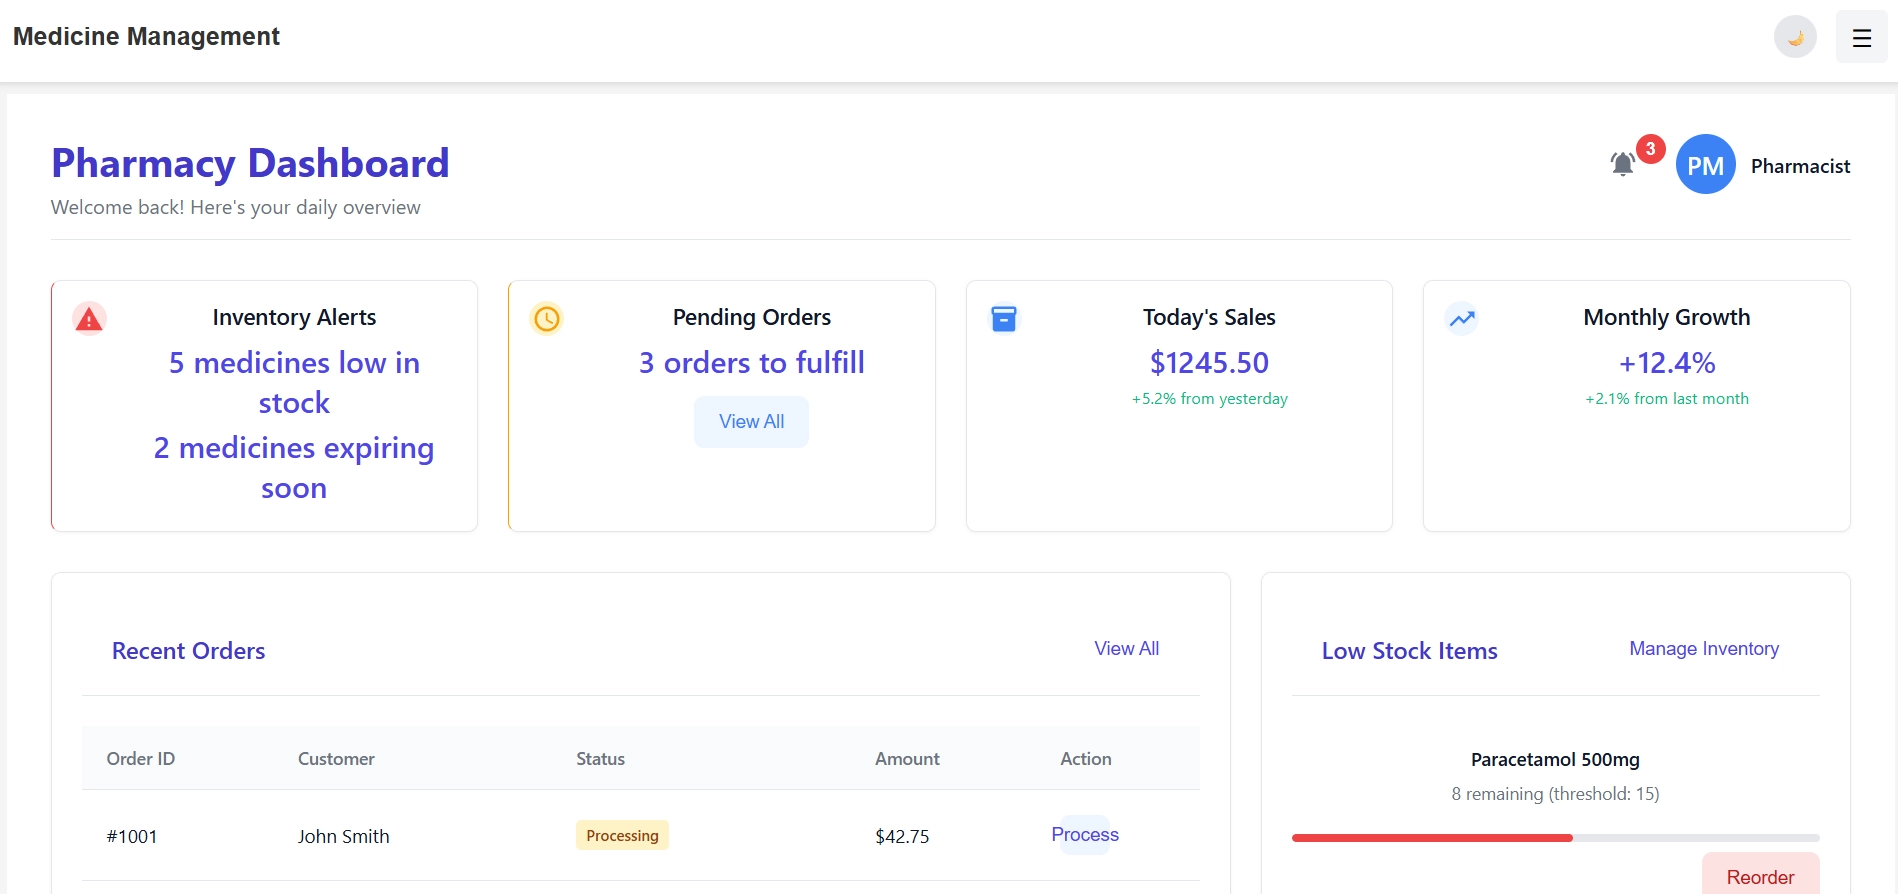 Medicine Management
Pharmacy Dashboard
Welcome back! Here's your daily overview
3
PM
Pharmacist
Inventory Alerts
5 medicines low in
stock
2 medicines expiring
soon
Pending Orders
3 orders to fulfill
View All
Today's Sales
$1245.50
+5.2% from yesterday
Monthly Growth
+12.4%
+2.1% from last month
Recent Orders
View All
Order ID Customer Status Amount Action
#1001 John Smith Processing $42.75 Process
Low Stock Items
Manage Inventory
Paracetamol 500mg
8 remaining (threshold: 15)
Reorder